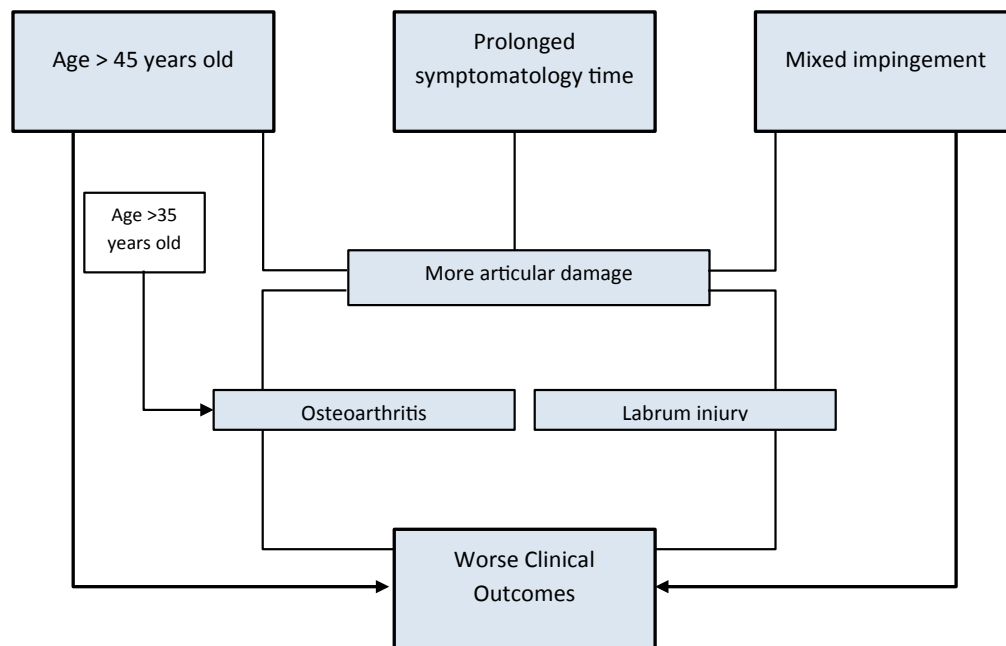 Age > 45 years old
Prolonged
symptomatology time
Mixed impingement
Age >35
years old
More articular damage
Osteoarthritis
Labrum injury
Worse Clinical
Outcomes